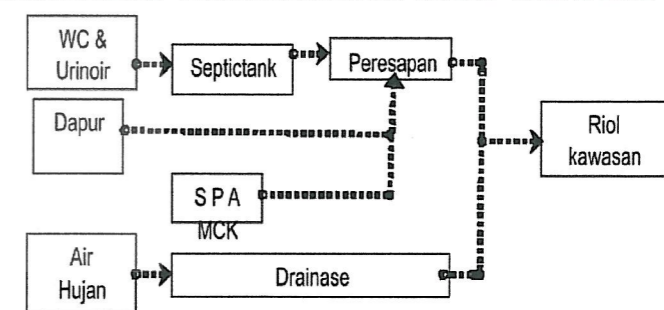 WC &
Urinoir
Septictank
Peresapan
Dapur
Riol
kawasan
S P A
MCK
Air
Hujan
Drainase